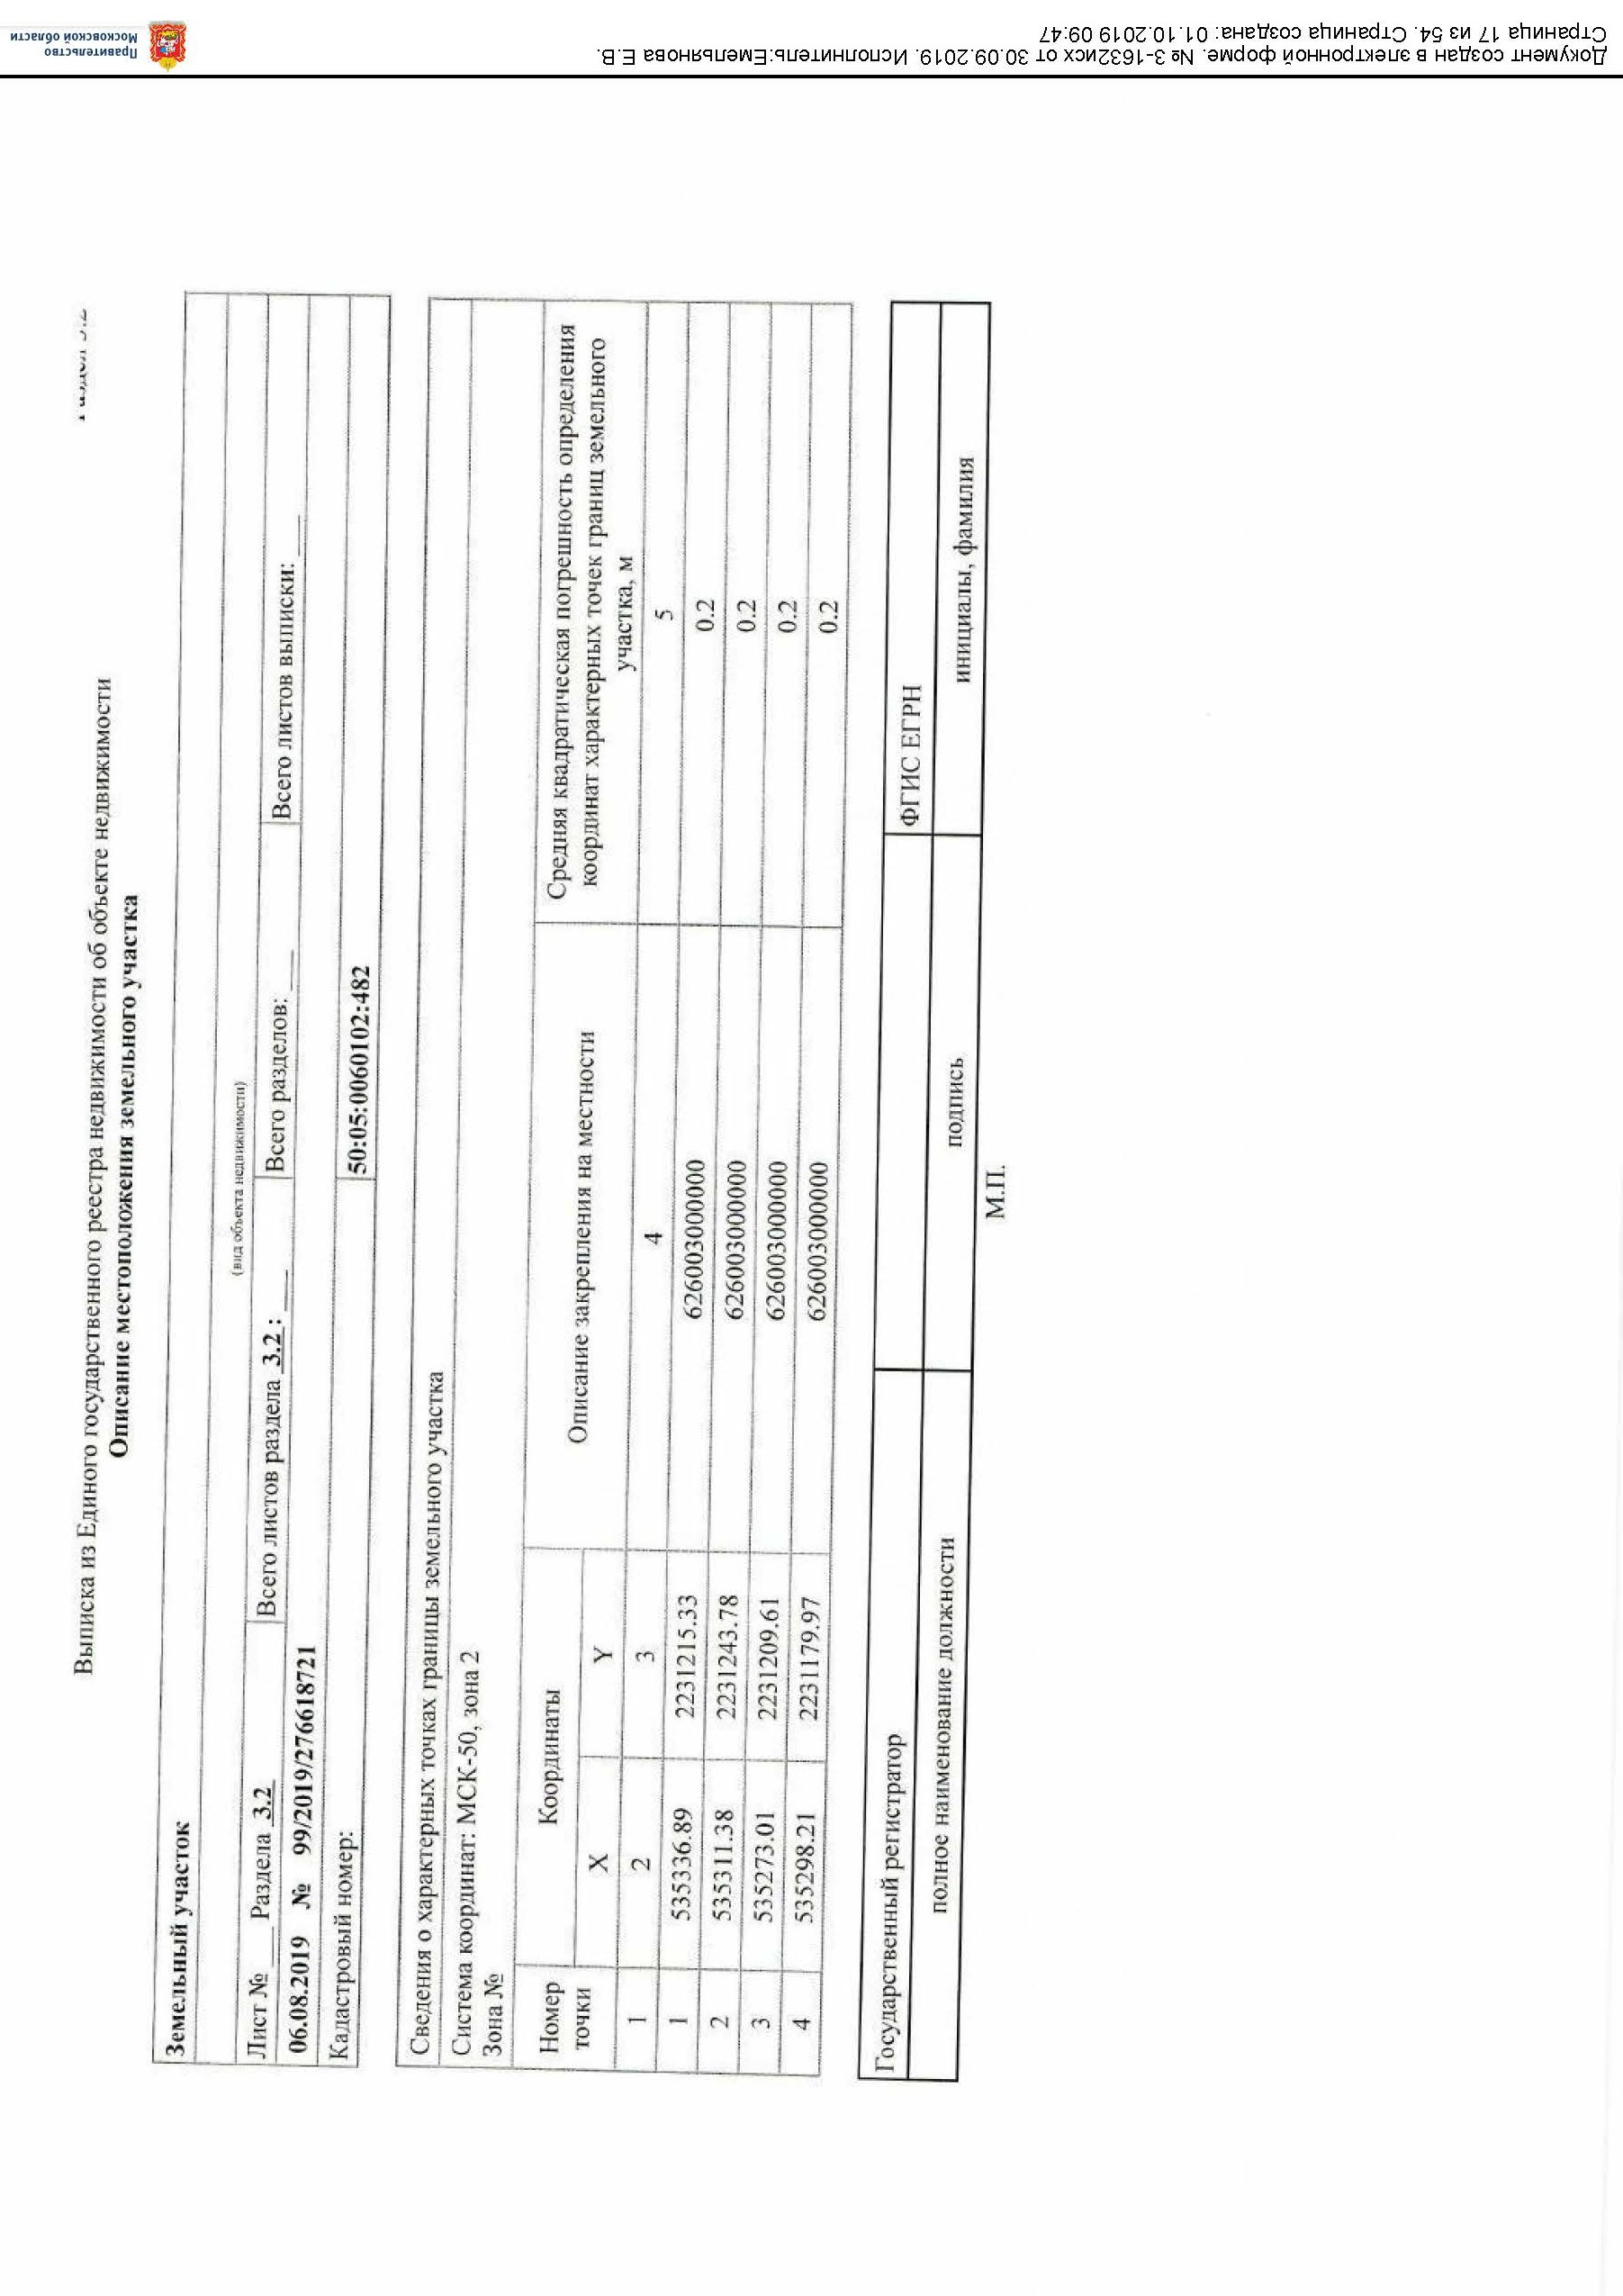 Документ создан в электронной форме. № 3-1632исх от 30.09.2019. Исполнитель:Емельянова Е.В.
Страница 17 из 54. Страница создана: 01.10.2019 09:47
Правительство
Московской области
Раздел 3.2
Выписка из Единого государственного реестра недвижимости об объекте недвижимости
Описание местоположения земельного участка
Земельный участок
(вид объекта недвижимости)
Лист № ___ Раздела 3.2 Всего листов раздела 3.2 : ___ Всего разделов: ___ Всего листов выписки: ___
06.08.2019 № 99/2019/276618721
Кадастровый номер: 50:05:0060102:482
Сведения о характерных точках границы земельного участка
Система координат: МСК-50, зона 2
Зона №
Номер точки Координаты Описание закрепления на местности Средняя квадратическая погрешность определения координат характерных точек границ земельного участка, м
X Y
1 2 3 4 5
1 535336.89 2231215.33 626003000000 0.2
2 535311.38 2231243.78 626003000000 0.2
3 535273.01 2231209.61 626003000000 0.2
4 535298.21 2231179.97 626003000000 0.2
Государственный регистратор ФГИС ЕГРН
полное наименование должности подпись инициалы, фамилия
М.П.